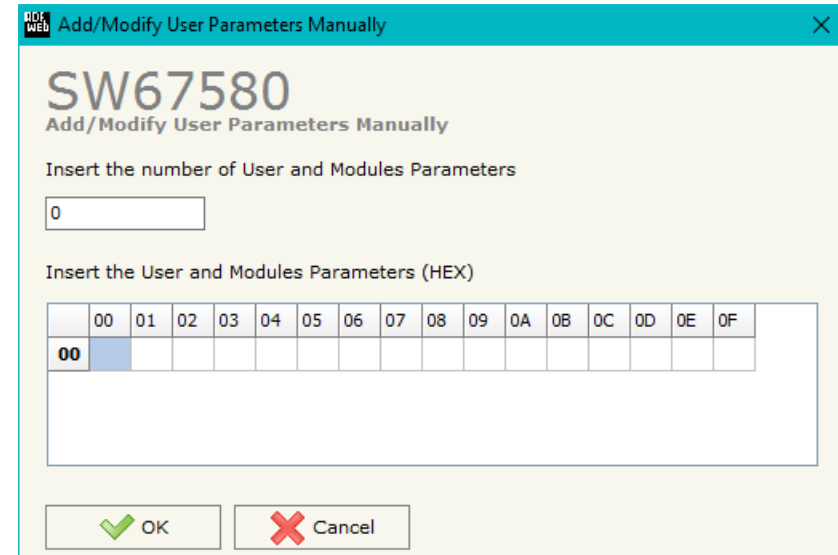 ADF WEB Add/Modify User Parameters Manually
SW67580
Add/Modify User Parameters Manually
Insert the number of User and Modules Parameters
0
Insert the User and Modules Parameters (HEX)
00 01 02 03 04 05 06 07 08 09 0A 0B 0C 0D 0E 0F
00
OK Cancel